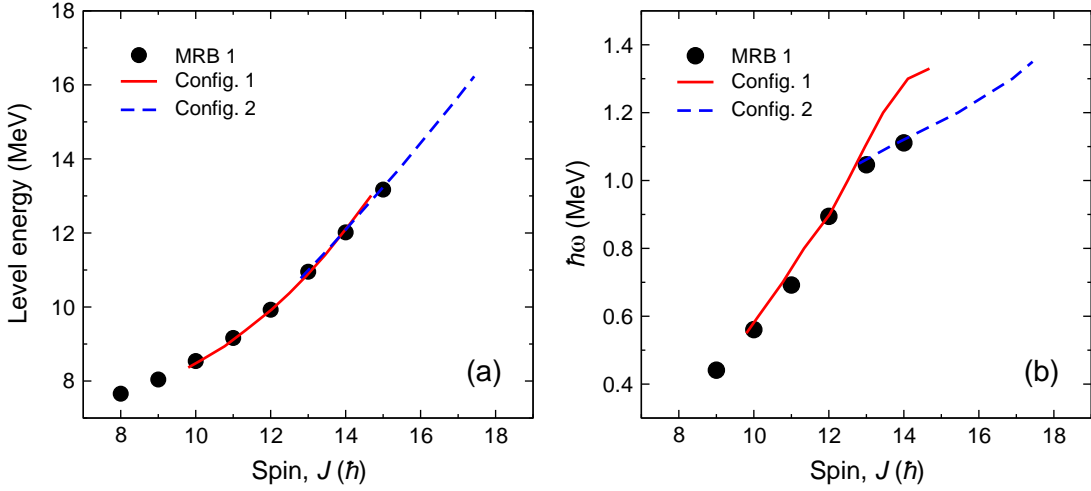 18
16
14
12
10
8
Level energy (MeV)
MRB 1
Config. 1
Config. 2
(a)
8 10 12 14 16 18
Spin, J (ħ)
1.4
1.2
1.0
0.8
0.6
0.4
ħω (MeV)
MRB 1
Config. 1
Config. 2
(b)
8 10 12 14 16 18
Spin, J (ħ)